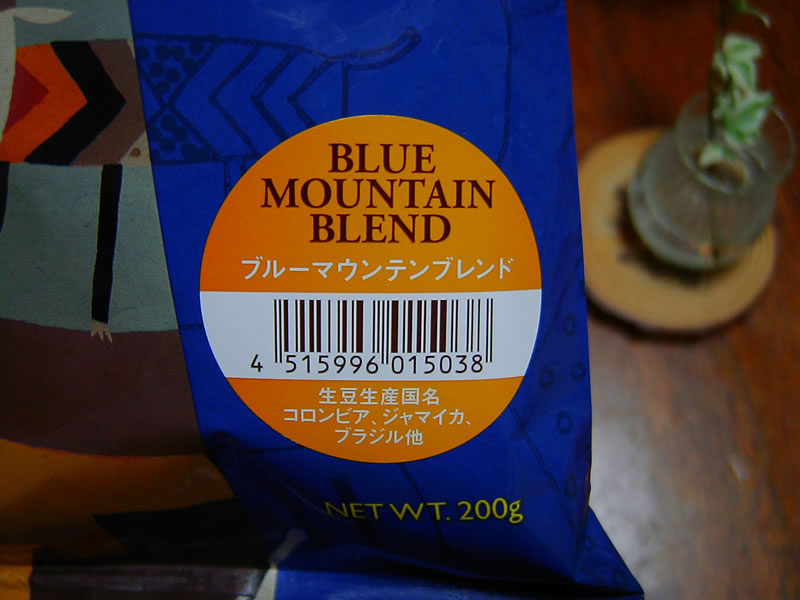 BLUE
MOUNTAIN
BLEND
ブルーマウンテンブレンド
4 515996 015038
生豆生産国名
コロンビア、ジャマイカ、
ブラジル他
NET WT. 200g